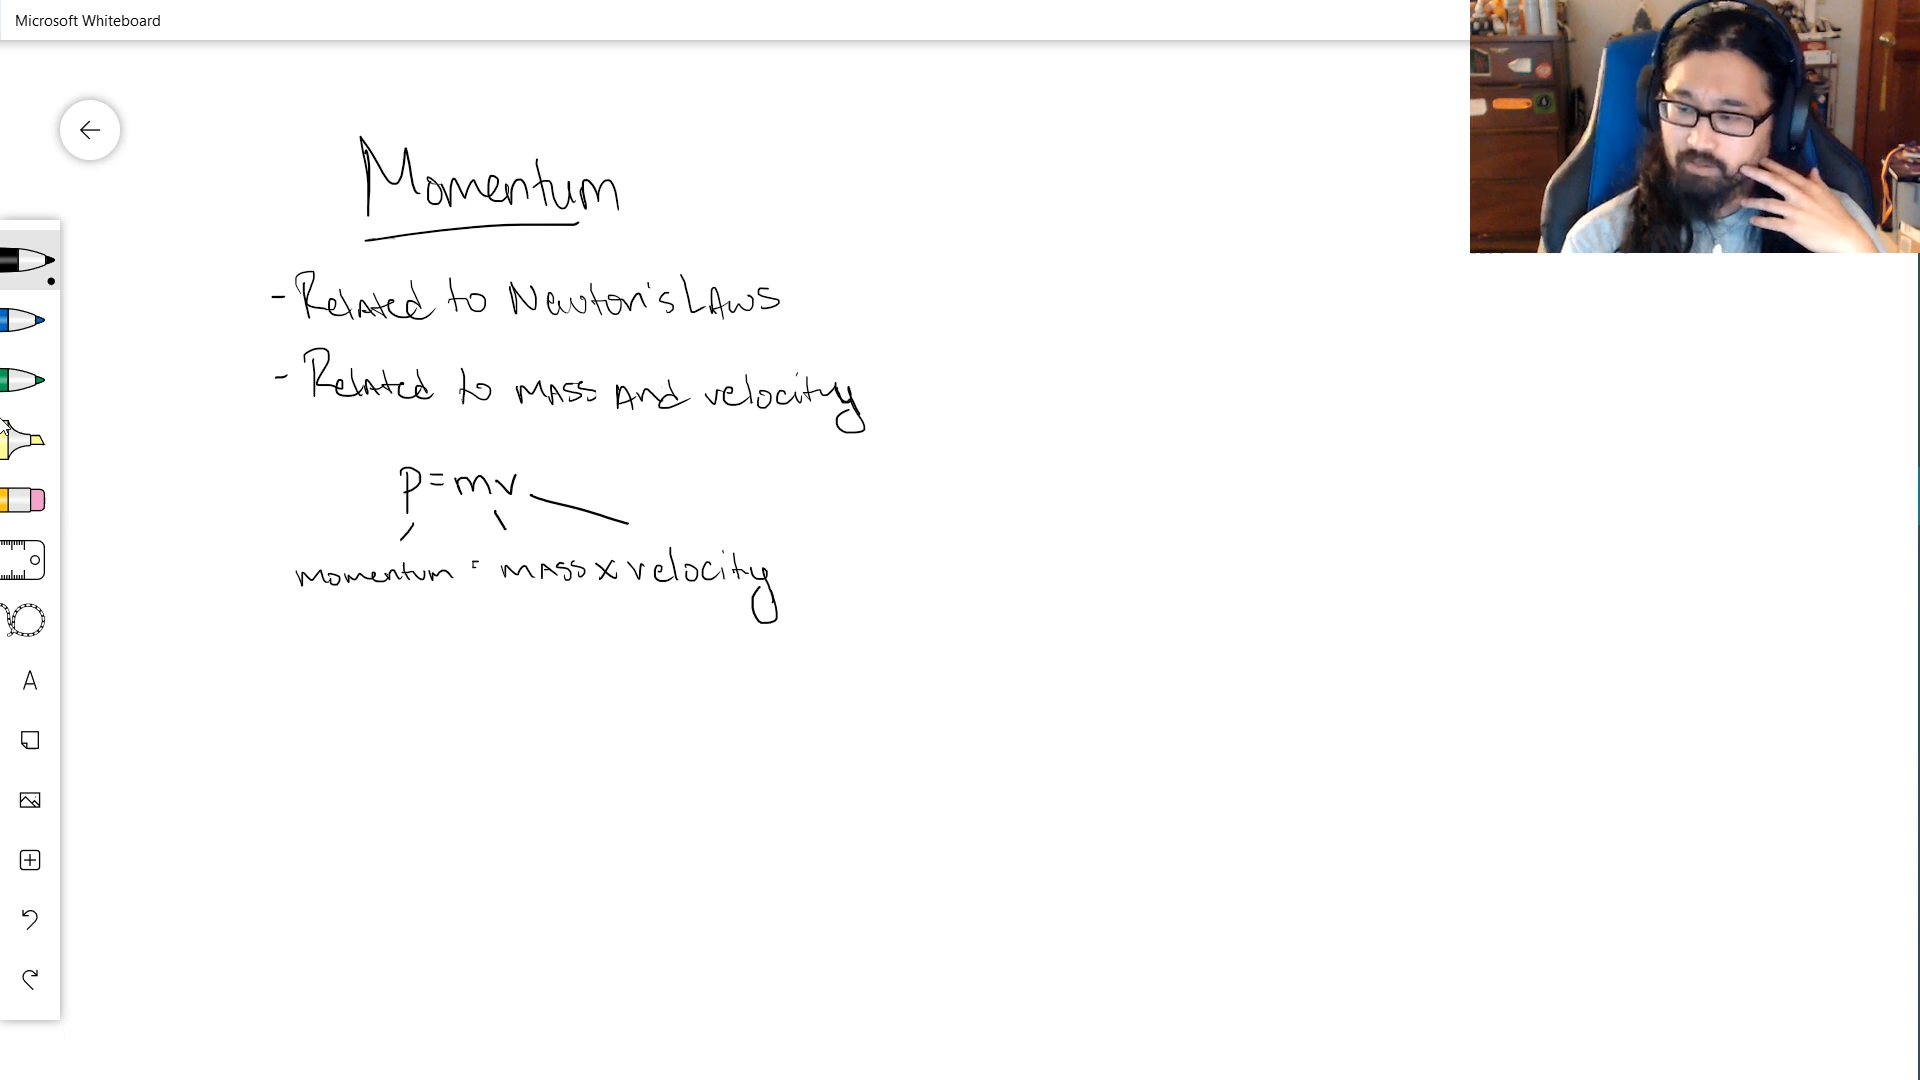 Microsoft Whiteboard
Momentum
- Related to Newton's Laws
- Related to mass and velocity
p=mv
momentum = mass x velocity
A